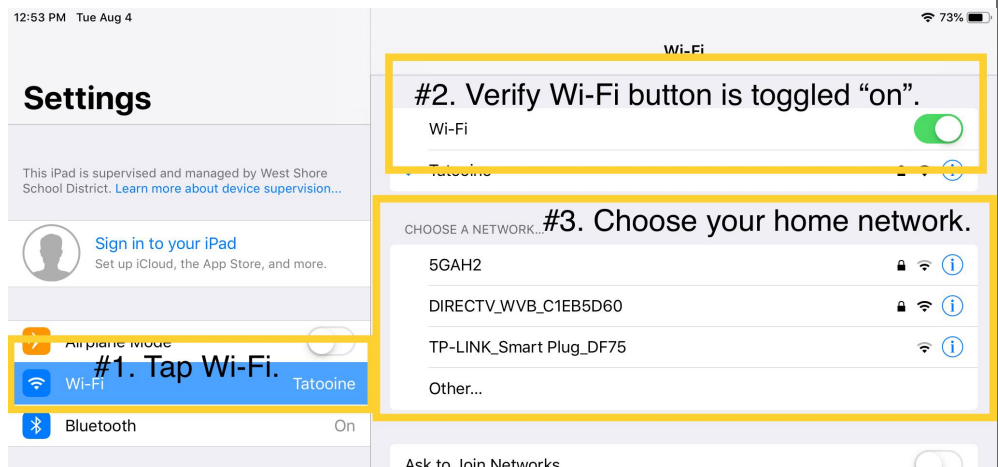 12:53 PM Tue Aug 4
73%
Settings
This iPad is supervised and managed by West Shore
School District. Learn more about device supervision...
Sign in to your iPad
Set up iCloud, the App Store, and more.
Airplane Mode
#1. Tap Wi-Fi.
Wi-Fi Tatooine
Bluetooth On
Wi-Fi
#2. Verify Wi-Fi button is toggled “on”.
Wi-Fi
Tatooine
CHOOSE A NETWORK...
#3. Choose your home network.
5GAH2
DIRECTV_WVB_C1EB5D60
TP-LINK_Smart Plug_DF75
Other...
Ask to Join Networks